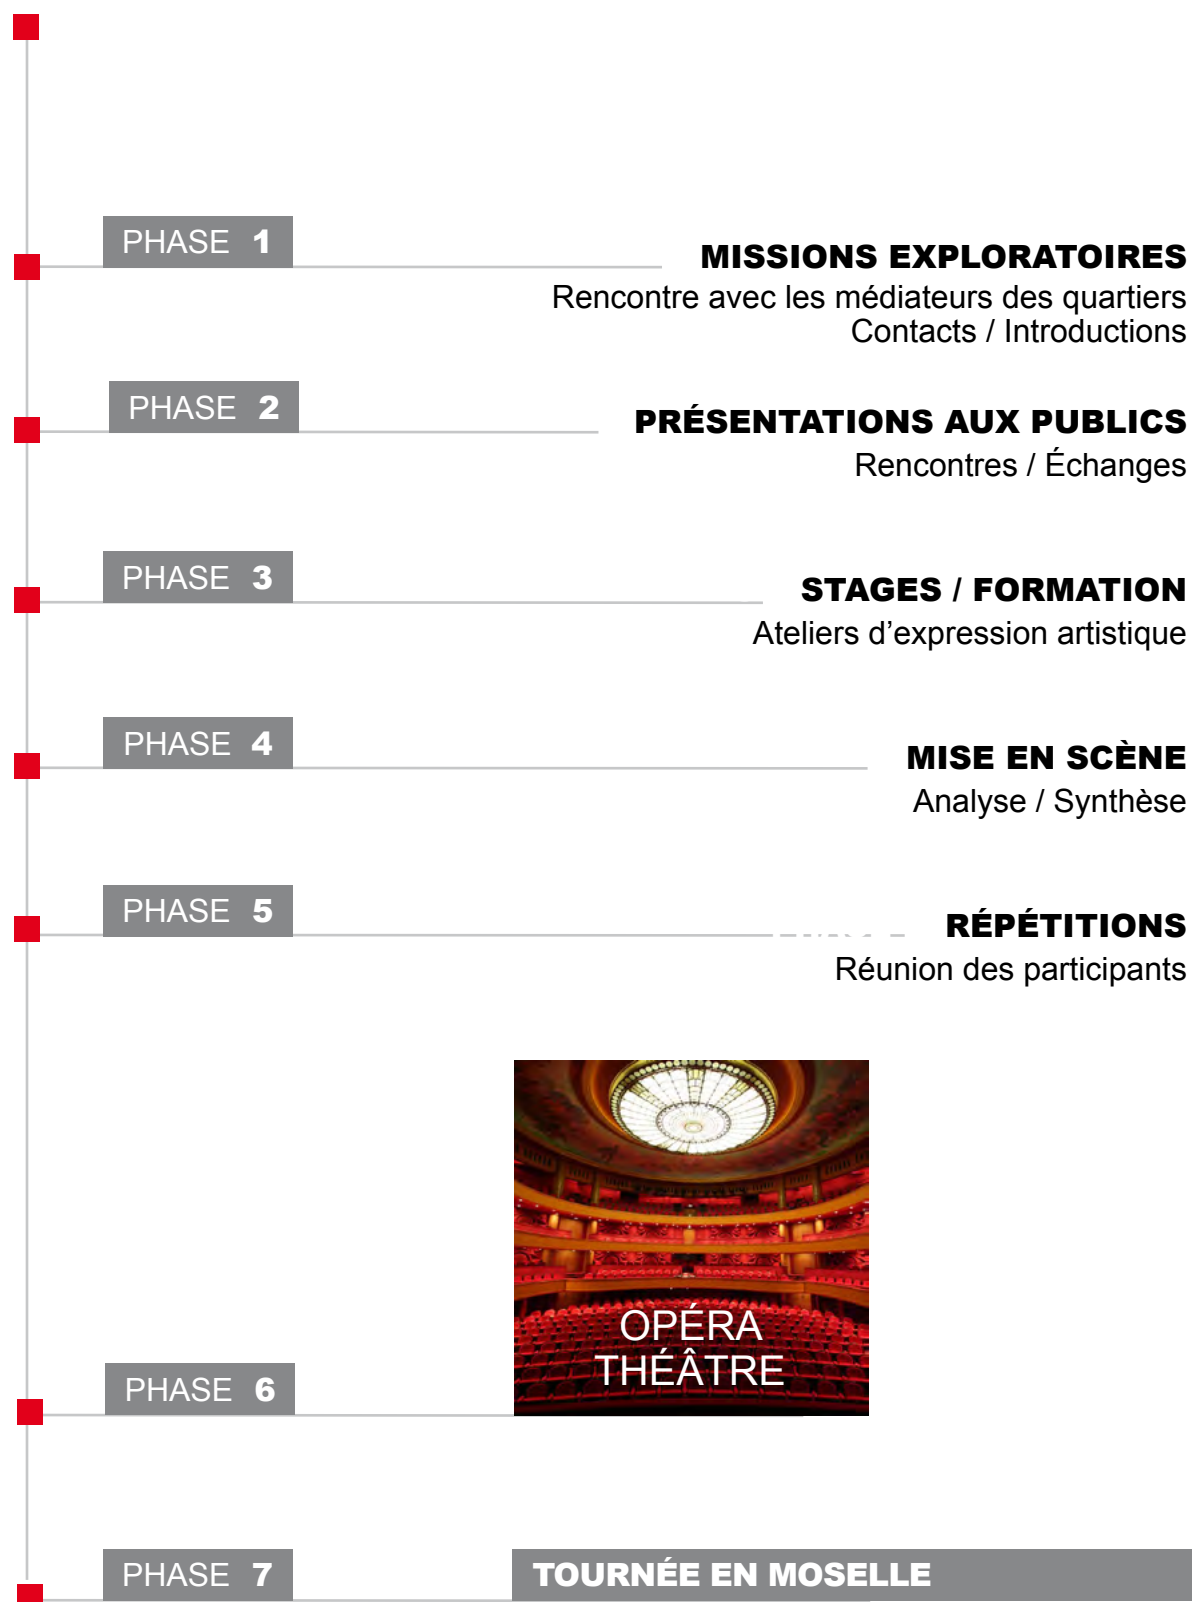 PHASE 1
MISSIONS EXPLORATOIRES
Rencontre avec les médiateurs des quartiers
Contacts / Introductions
PHASE 2
PRÉSENTATIONS AUX PUBLICS
Rencontres / Échanges
PHASE 3
STAGES / FORMATION
Ateliers d’expression artistique
PHASE 4
MISE EN SCÈNE
Analyse / Synthèse
PHASE 5
RÉPÉTITIONS
Réunion des participants
OPÉRA
THÉÂTRE
PHASE 6
PHASE 7
TOURNÉE EN MOSELLE